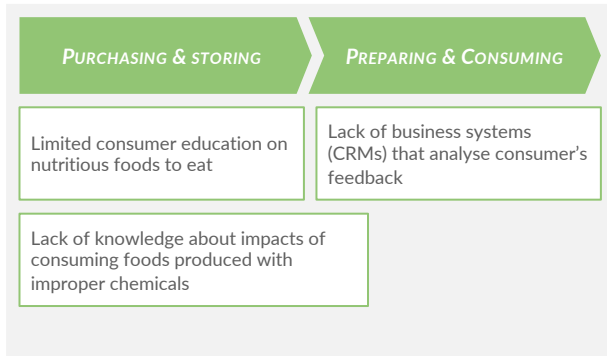 PURCHASING & STORING
PREPARING & CONSUMING
Limited consumer education on
nutritious foods to eat
Lack of business systems
(CRMs) that analyse consumer's
feedback
Lack of knowledge about impacts of
consuming foods produced with
improper chemicals